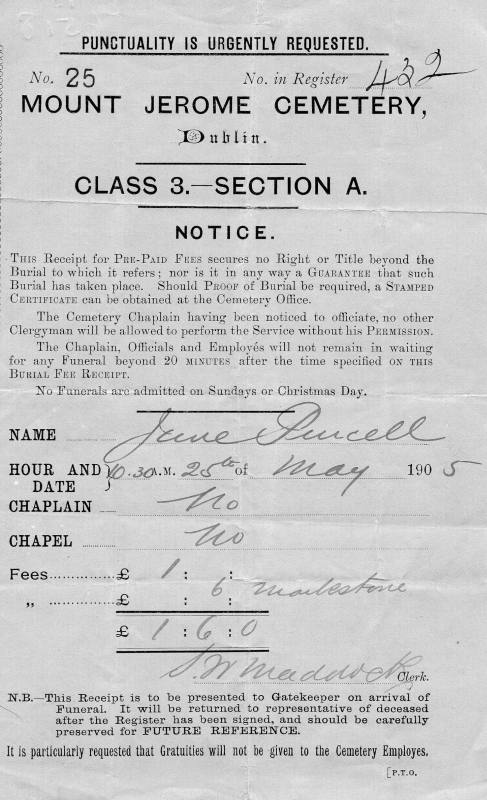 PUNCTUALITY IS URGENTLY REQUESTED.
No. 25 No. in Register 432
MOUNT JEROME CEMETERY,
Dublin.
CLASS 3.—SECTION A.
NOTICE.
THIS Receipt for PRE-PAID FEES secures no Right or Title beyond the
Burial to which it refers; nor is it in any way a GUARANTEE that such
Burial has taken place. Should PROOF of Burial be required, a STAMPED
CERTIFICATE can be obtained at the Cemetery Office.
The Cemetery Chaplain having been noticed to officiate, no other
Clergyman will be allowed to perform the Service without his PERMISSION.
The Chaplain, Officials and Employés will not remain in waiting
for any Funeral beyond 20 MINUTES after the time specified ON THIS
BURIAL FEE RECEIPT.
No Funerals are admitted on Sundays or Christmas Day.
NAME Jane Purcell
HOUR AND DATE } 10.30 A.M. 25th of May 1905
CHAPLAIN No
CHAPEL No
Fees............ £ 1 : :
„ ............ £ : 6 : Markstone
£ 1 : 6 : 0
Clerk.
N.B.—This Receipt is to be presented to Gatekeeper on arrival of
Funeral. It will be returned to representative of deceased
after the Register has been signed, and should be carefully
preserved for FUTURE REFERENCE.
It is particularly requested that Gratuities will not be given to the Cemetery Employes.
[P.T.O.